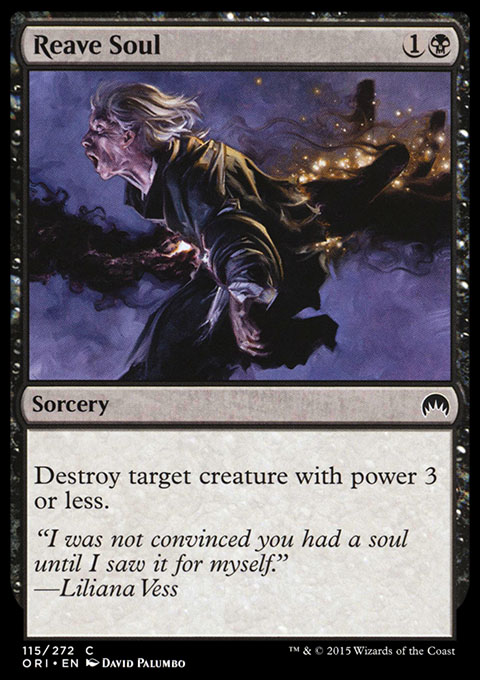 Reave Soul 1
Sorcery
Destroy target creature with power 3
or less.
“I was not convinced you had a soul
until I saw it for myself.”
—Liliana Vess
115/272 C
ORI • EN DAVID PALUMBO
™ & © 2015 Wizards of the Coast